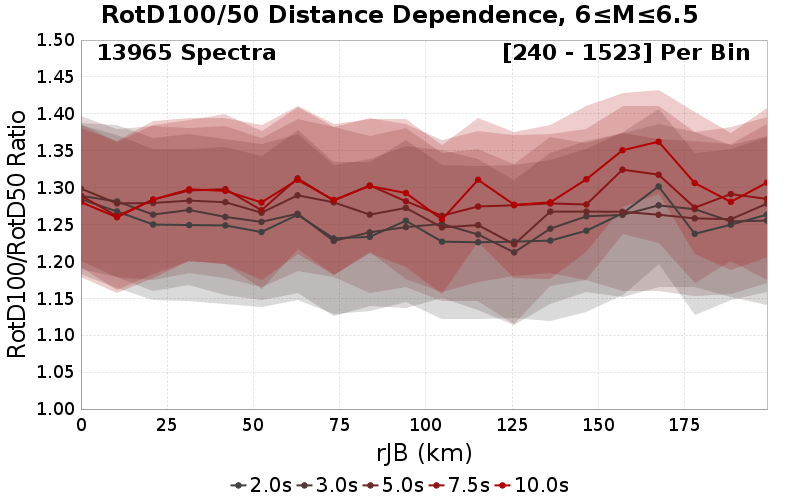 RotD100/50 Distance Dependence, 6≤M≤6.5
13965 Spectra
[240 - 1523] Per Bin
RotD100/RotD50 Ratio
1.50
1.45
1.40
1.35
1.30
1.25
1.20
1.15
1.10
1.05
1.00
0 25 50 75 100 125 150 175
rJB (km)
2.0s 3.0s 5.0s 7.5s 10.0s